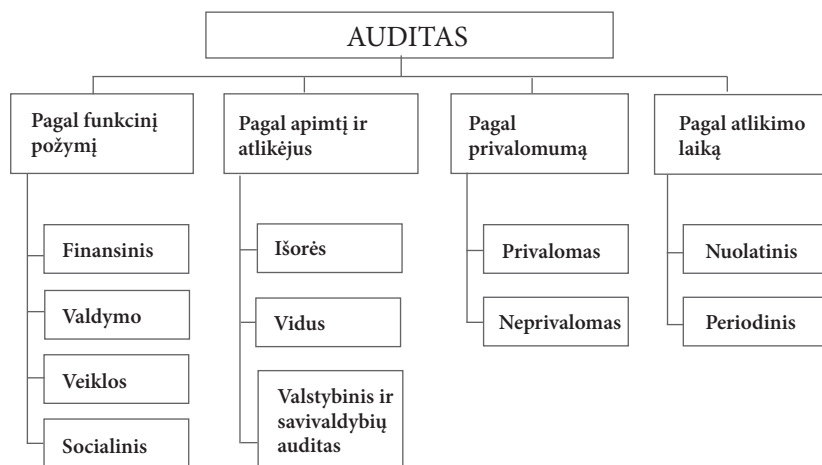 AUDITAS
Pagal funkcinį
požymį
Finansinis
Valdymo
Veiklos
Socialinis
Pagal apimtį ir
atlikėjus
Išorės
Vidus
Valstybinis ir
savivaldybių
auditas
Pagal
privalomumą
Privalomas
Neprivalomas
Pagal atlikimo
laiką
Nuolatinis
Periodinis